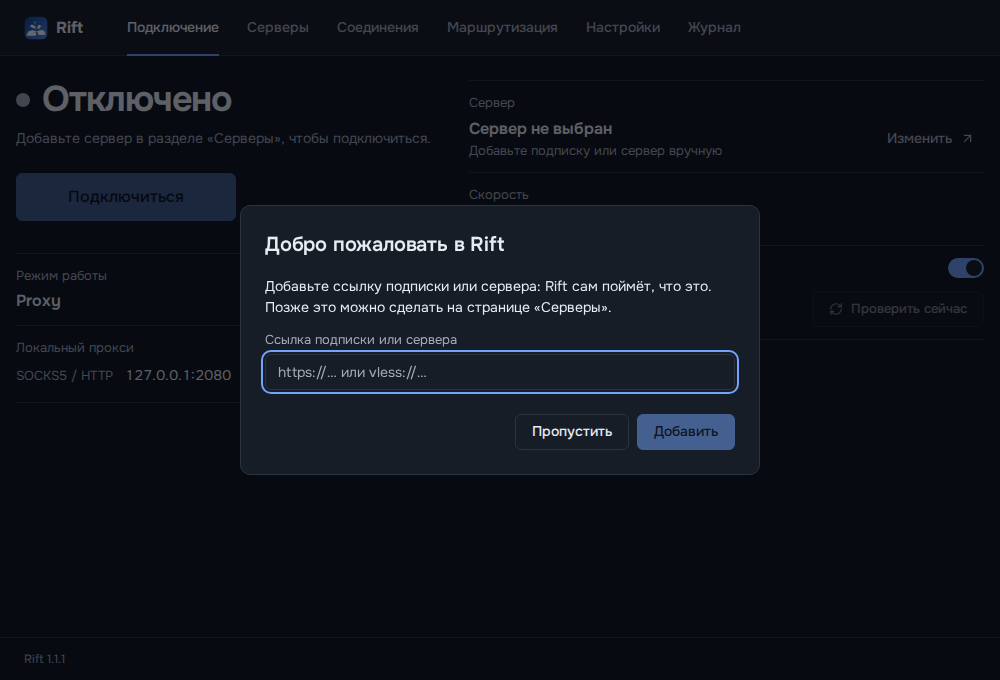 Rift
Подключение
Серверы
Соединения
Маршрутизация
Настройки
Журнал
Отключено
Добавьте сервер в разделе «Серверы», чтобы подключиться.
Подключиться
Режим работы
Proxy
Локальный прокси
SOCKS5 / HTTP 127.0.0.1:2080
Сервер
Сервер не выбран
Добавьте подписку или сервер вручную
Изменить
Скорость
Проверить сейчас
Добро пожаловать в Rift
Добавьте ссылку подписки или сервера: Rift сам поймёт, что это.
Позже это можно сделать на странице «Серверы».
Ссылка подписки или сервера
https://... или vless://...
Пропустить
Добавить
Rift 1.1.1